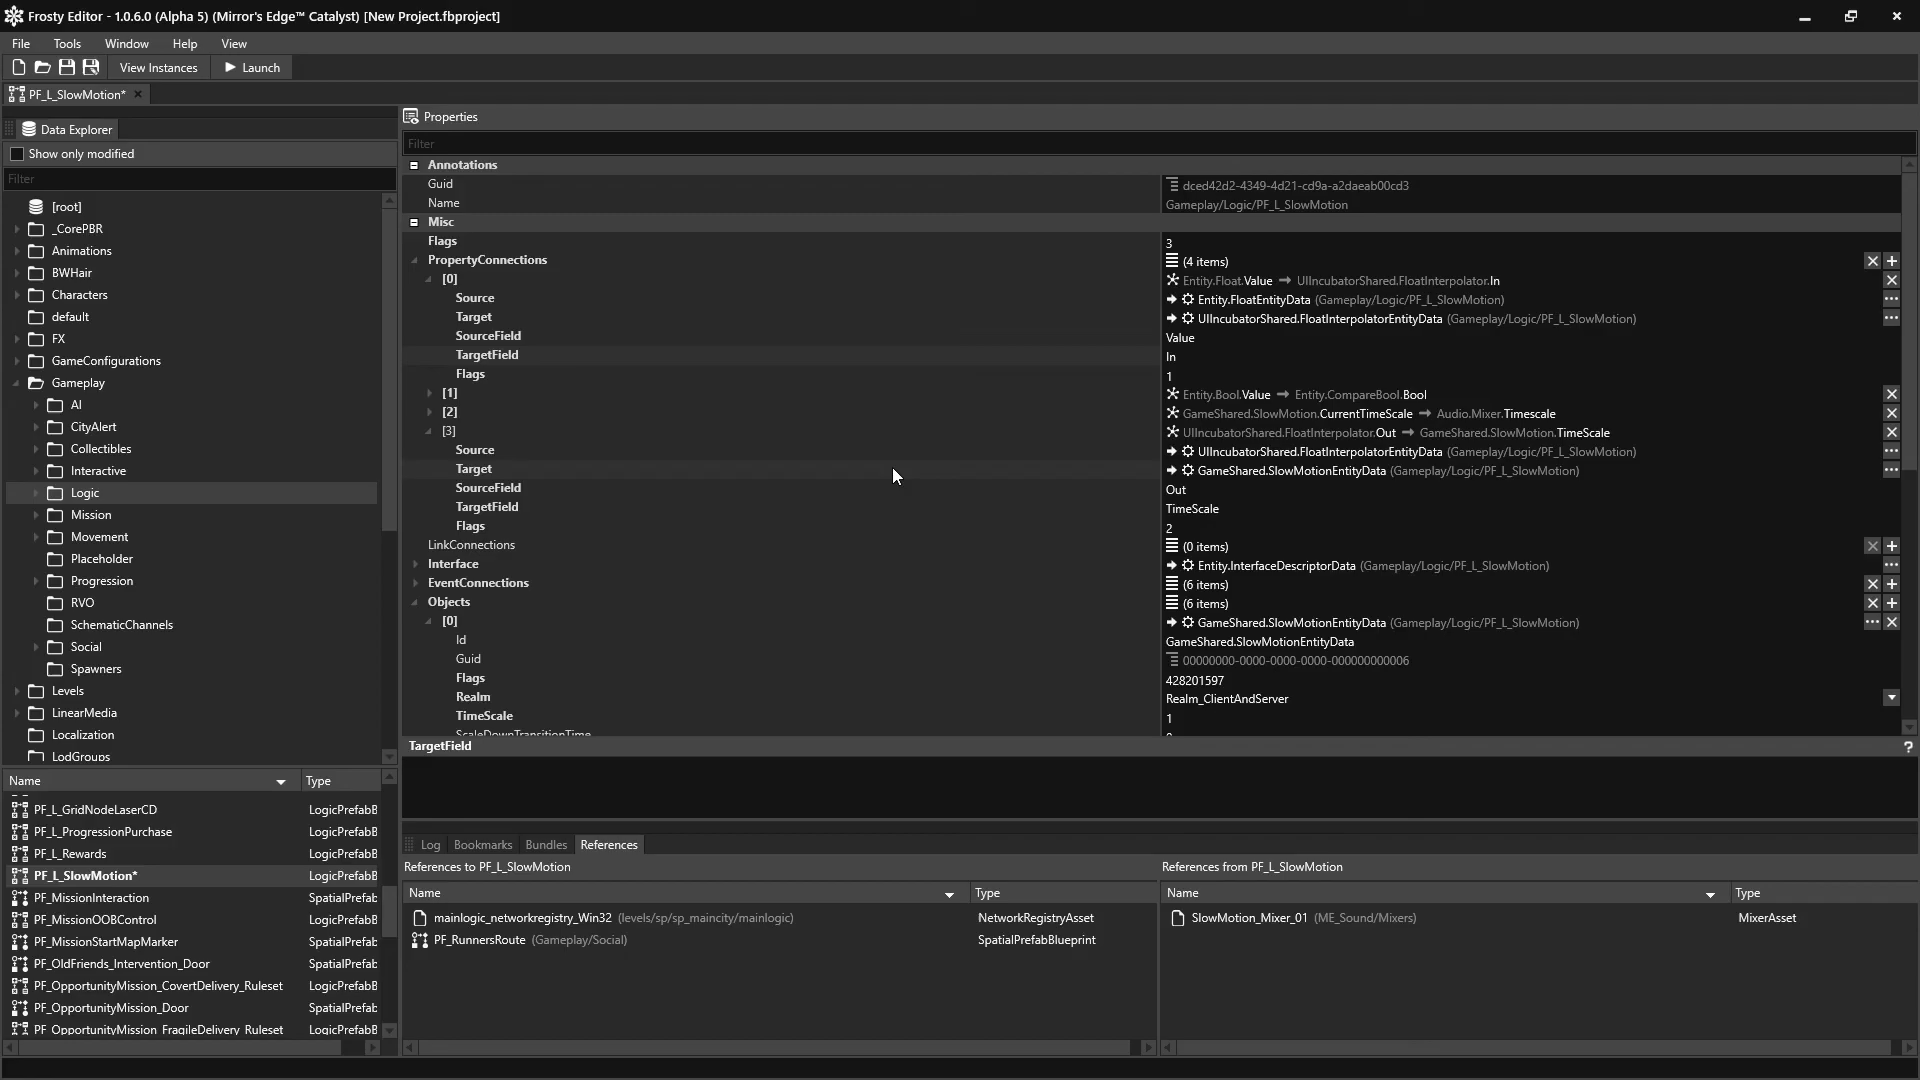 Frosty Editor - 1.0.6.0 (Alpha 5) (Mirror's Edge™ Catalyst) [New Project.fbproject]
File Tools Window Help View
View Instances Launch
PF_L_SlowMotion*
Data Explorer
Show only modified
Filter
[root]
_CorePBR
Animations
BWHair
Characters
default
FX
GameConfigurations
Gameplay
AI
CityAlert
Collectibles
Interactive
Logic
Mission
Movement
Placeholder
Progression
RVO
SchematicChannels
Social
Spawners
Levels
LinearMedia
Localization
LodGroups
Name Type
PF_L_GridNodeLaserCD LogicPrefabB
PF_L_ProgressionPurchase LogicPrefabB
PF_L_Rewards LogicPrefabB
PF_L_SlowMotion* LogicPrefabB
PF_MissionInteraction SpatialPrefab
PF_MissionOOBControl LogicPrefabB
PF_MissionStartMapMarker SpatialPrefab
PF_OldFriends_Intervention_Door SpatialPrefab
PF_OpportunityMission_CovertDelivery_Ruleset LogicPrefabB
PF_OpportunityMission_Door SpatialPrefab
PF_OpportunityMission_FragileDelivery_Ruleset LogicPrefabB
Properties
Filter
Annotations
Guid dced42d2-4349-4d21-cd9a-a2daeab00cd3
Name Gameplay/Logic/PF_L_SlowMotion
Misc
Flags 3
PropertyConnections (4 items)
[0] Entity.Float.Value → UIIncubatorShared.FloatInterpolator.In
Source Entity.FloatEntityData (Gameplay/Logic/PF_L_SlowMotion)
Target UIIncubatorShared.FloatInterpolatorEntityData (Gameplay/Logic/PF_L_SlowMotion)
SourceField Value
TargetField In
Flags 1
[1] Entity.Bool.Value → Entity.CompareBool.Bool
[2] GameShared.SlowMotion.CurrentTimeScale → Audio.Mixer.Timescale
[3] UIIncubatorShared.FloatInterpolator.Out → GameShared.SlowMotion.TimeScale
Source UIIncubatorShared.FloatInterpolatorEntityData (Gameplay/Logic/PF_L_SlowMotion)
Target GameShared.SlowMotionEntityData (Gameplay/Logic/PF_L_SlowMotion)
SourceField Out
TargetField TimeScale
Flags 2
LinkConnections (0 items)
Interface Entity.InterfaceDescriptorData (Gameplay/Logic/PF_L_SlowMotion)
EventConnections (6 items)
Objects (6 items)
[0] GameShared.SlowMotionEntityData (Gameplay/Logic/PF_L_SlowMotion)
Id GameShared.SlowMotionEntityData
Guid 00000000-0000-0000-0000-000000000006
Flags 428201597
Realm Realm_ClientAndServer
TimeScale 1
ScaleDownTransitionTime
TargetField ?
Log Bookmarks Bundles References
References to PF_L_SlowMotion
Name Type
mainlogic_networkregistry_Win32 (levels/sp/sp_maincity/mainlogic) NetworkRegistryAsset
PF_RunnersRoute (Gameplay/Social) SpatialPrefabBlueprint
References from PF_L_SlowMotion
Name Type
SlowMotion_Mixer_01 (ME_Sound/Mixers) MixerAsset